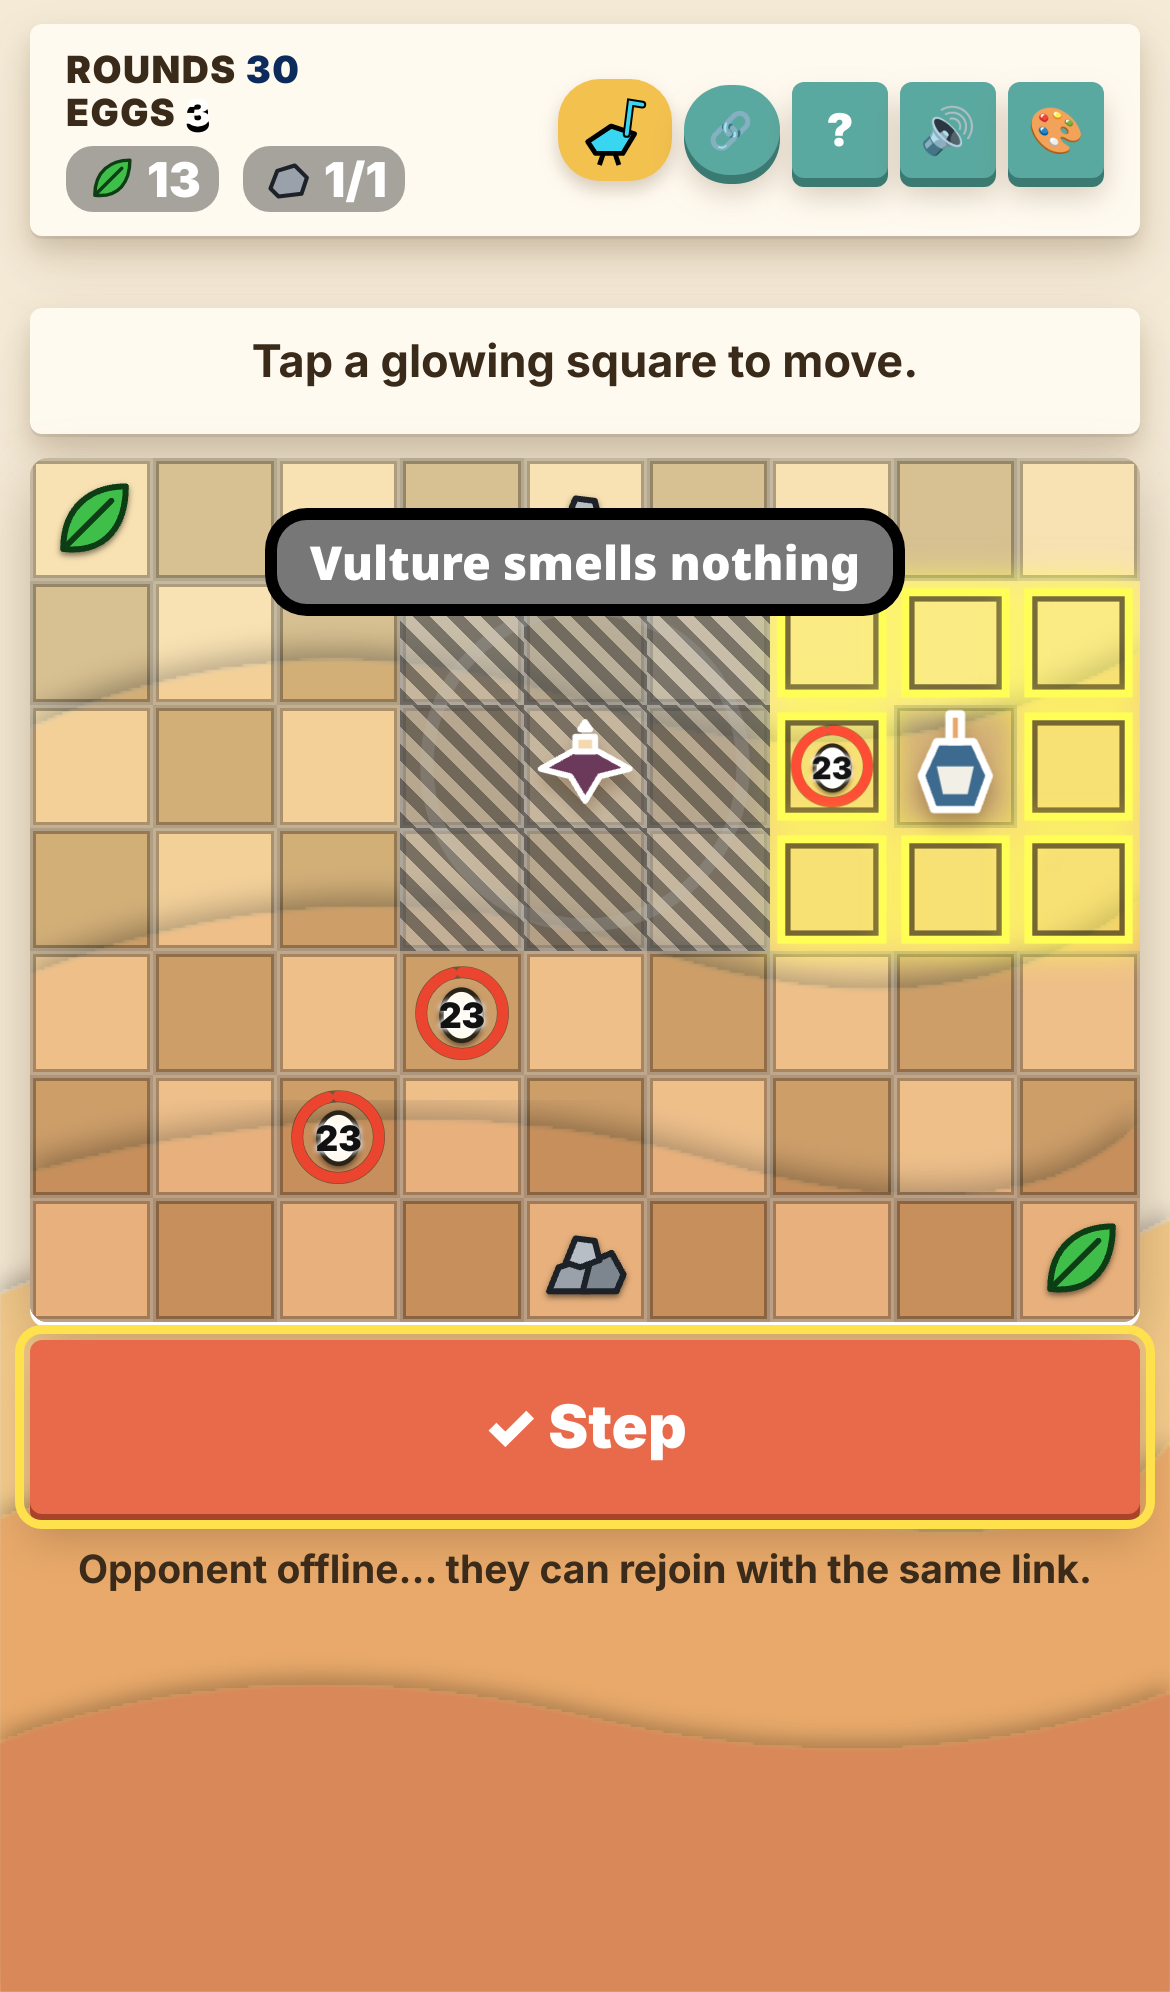 ROUNDS 30
EGGS 3
13
1/1
?
Tap a glowing square to move.
Vulture smells nothing
23
23
23
✓ Step
Opponent offline... they can rejoin with the same link.